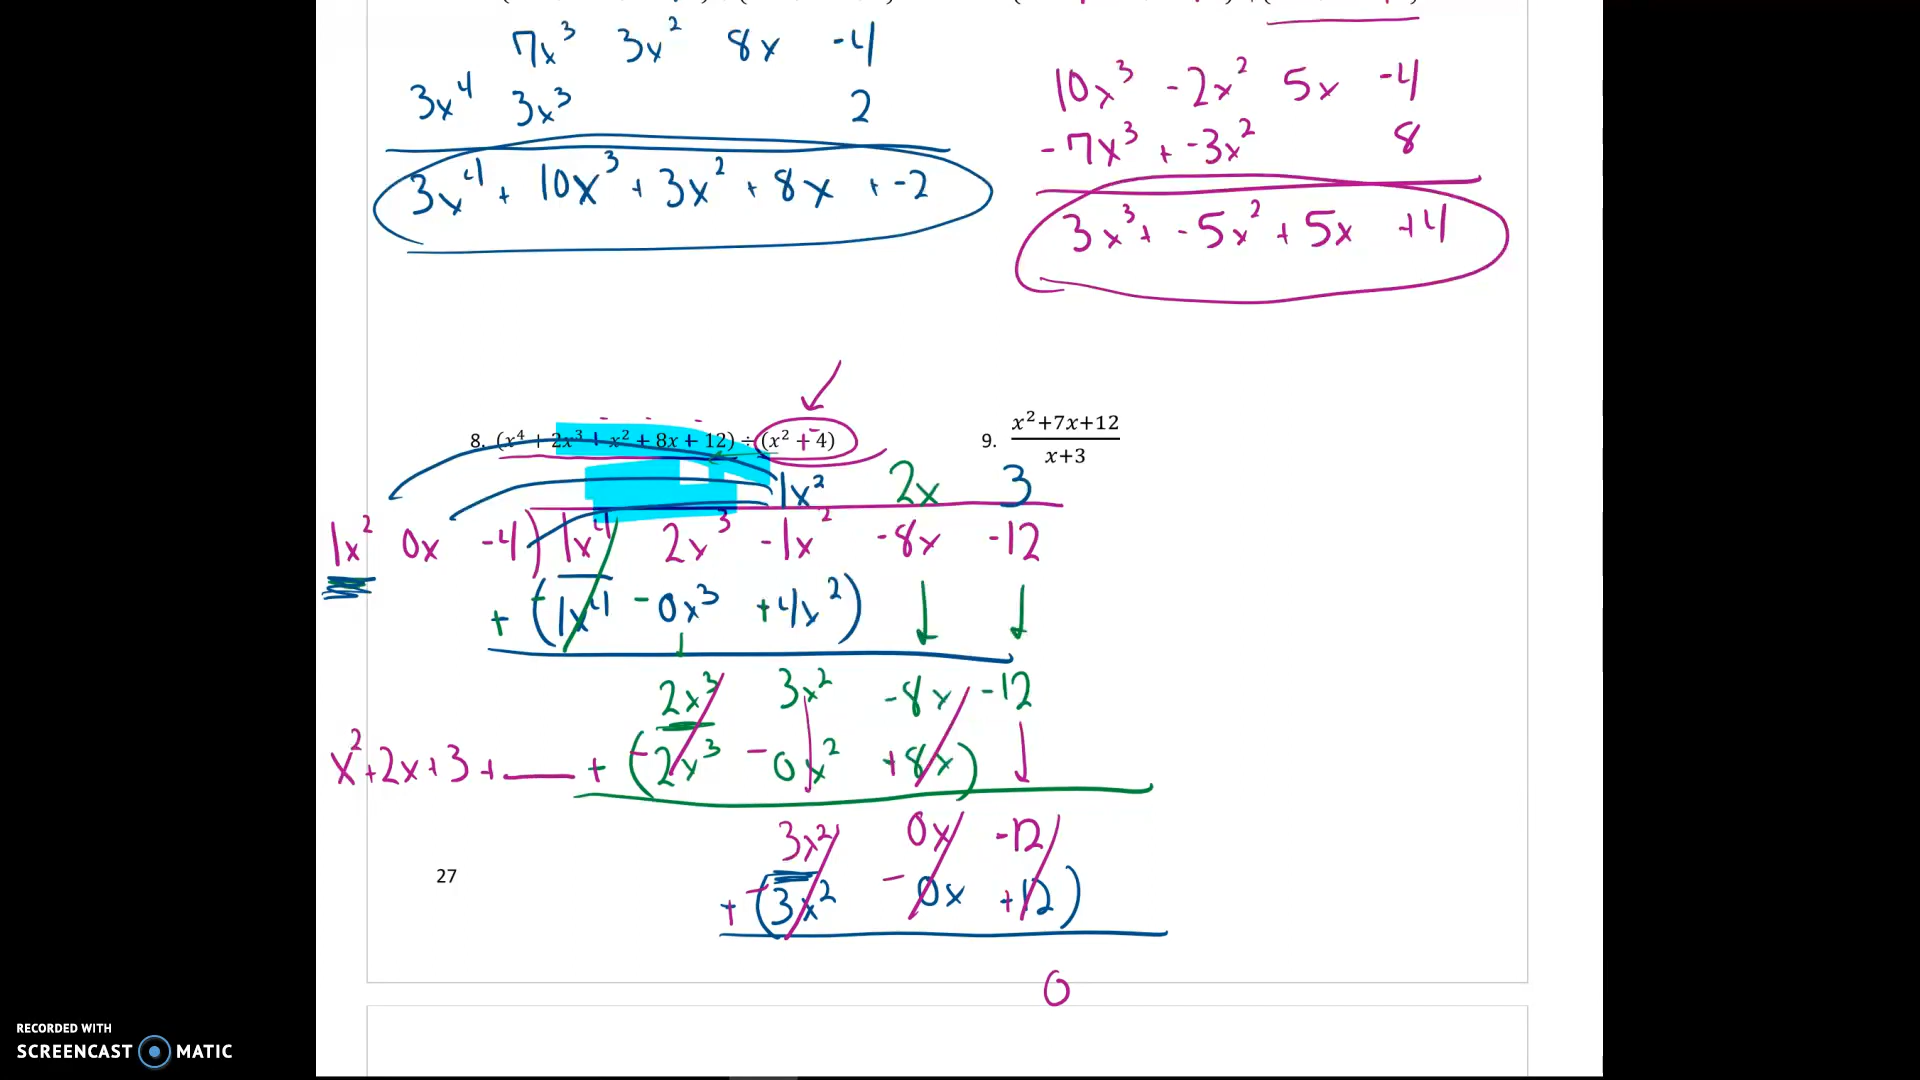 7x³ 3x² 8x -4
3x⁴ 3x³ 2
3x⁴ + 10x³ + 3x² + 8x + -2
10x³ -2x² 5x -4
-7x³ + -3x² 8
3x³ + -5x² + 5x +4
8. (x⁴ + 2x³ + x² + 8x + 12) ÷ (x² + 4)
9. x²+7x+12
x+3
1x² 2x 3
1x² 0x -4) 1x⁴ 2x³ -1x² -8x -12
+ (-1x⁴ -0x³ +4x²)
2x³ 3x² -8x -12
x²+2x+3+___ + (-2x³ -0x² +8x)
3x² 0x -12
27
+ (-3x² -0x +12)
0
RECORDED WITH
SCREENCAST MATIC